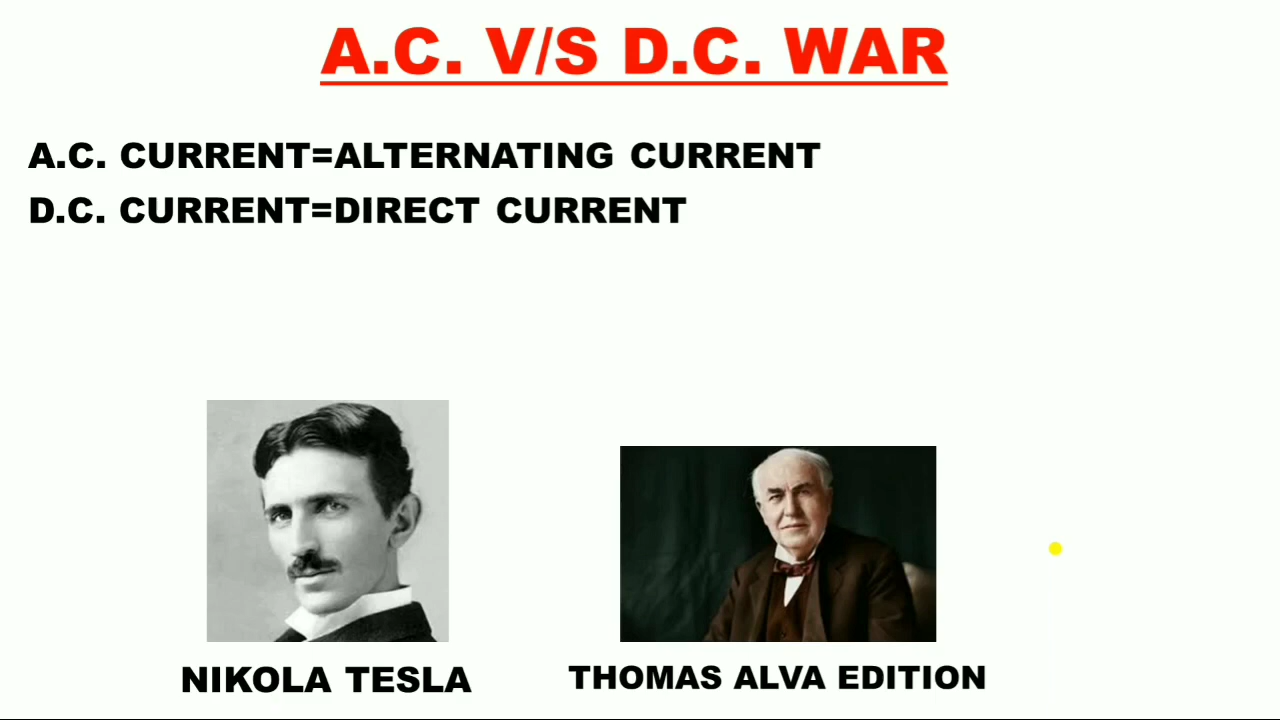 A.C. V/S D.C. WAR
A.C. CURRENT=ALTERNATING CURRENT
D.C. CURRENT=DIRECT CURRENT
NIKOLA TESLA
THOMAS ALVA EDITION